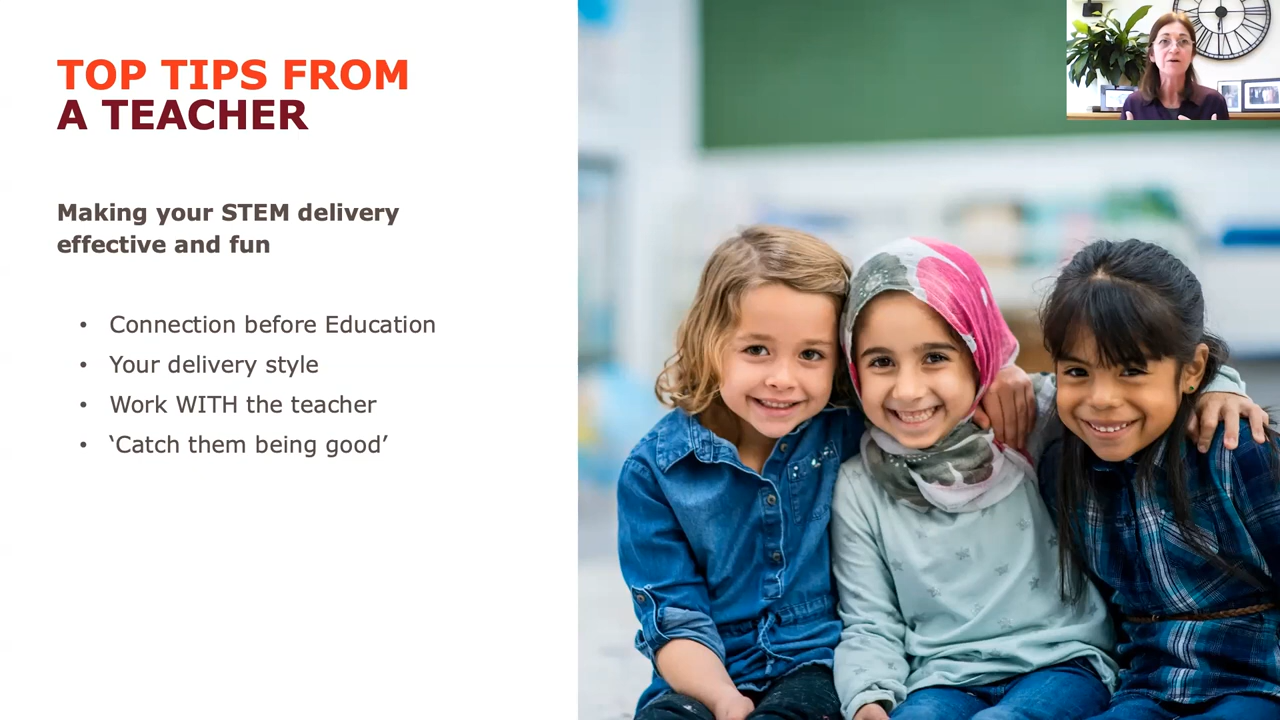 TOP TIPS FROM
A TEACHER
Making your STEM delivery
effective and fun
• Connection before Education
• Your delivery style
• Work WITH the teacher
• ‘Catch them being good’